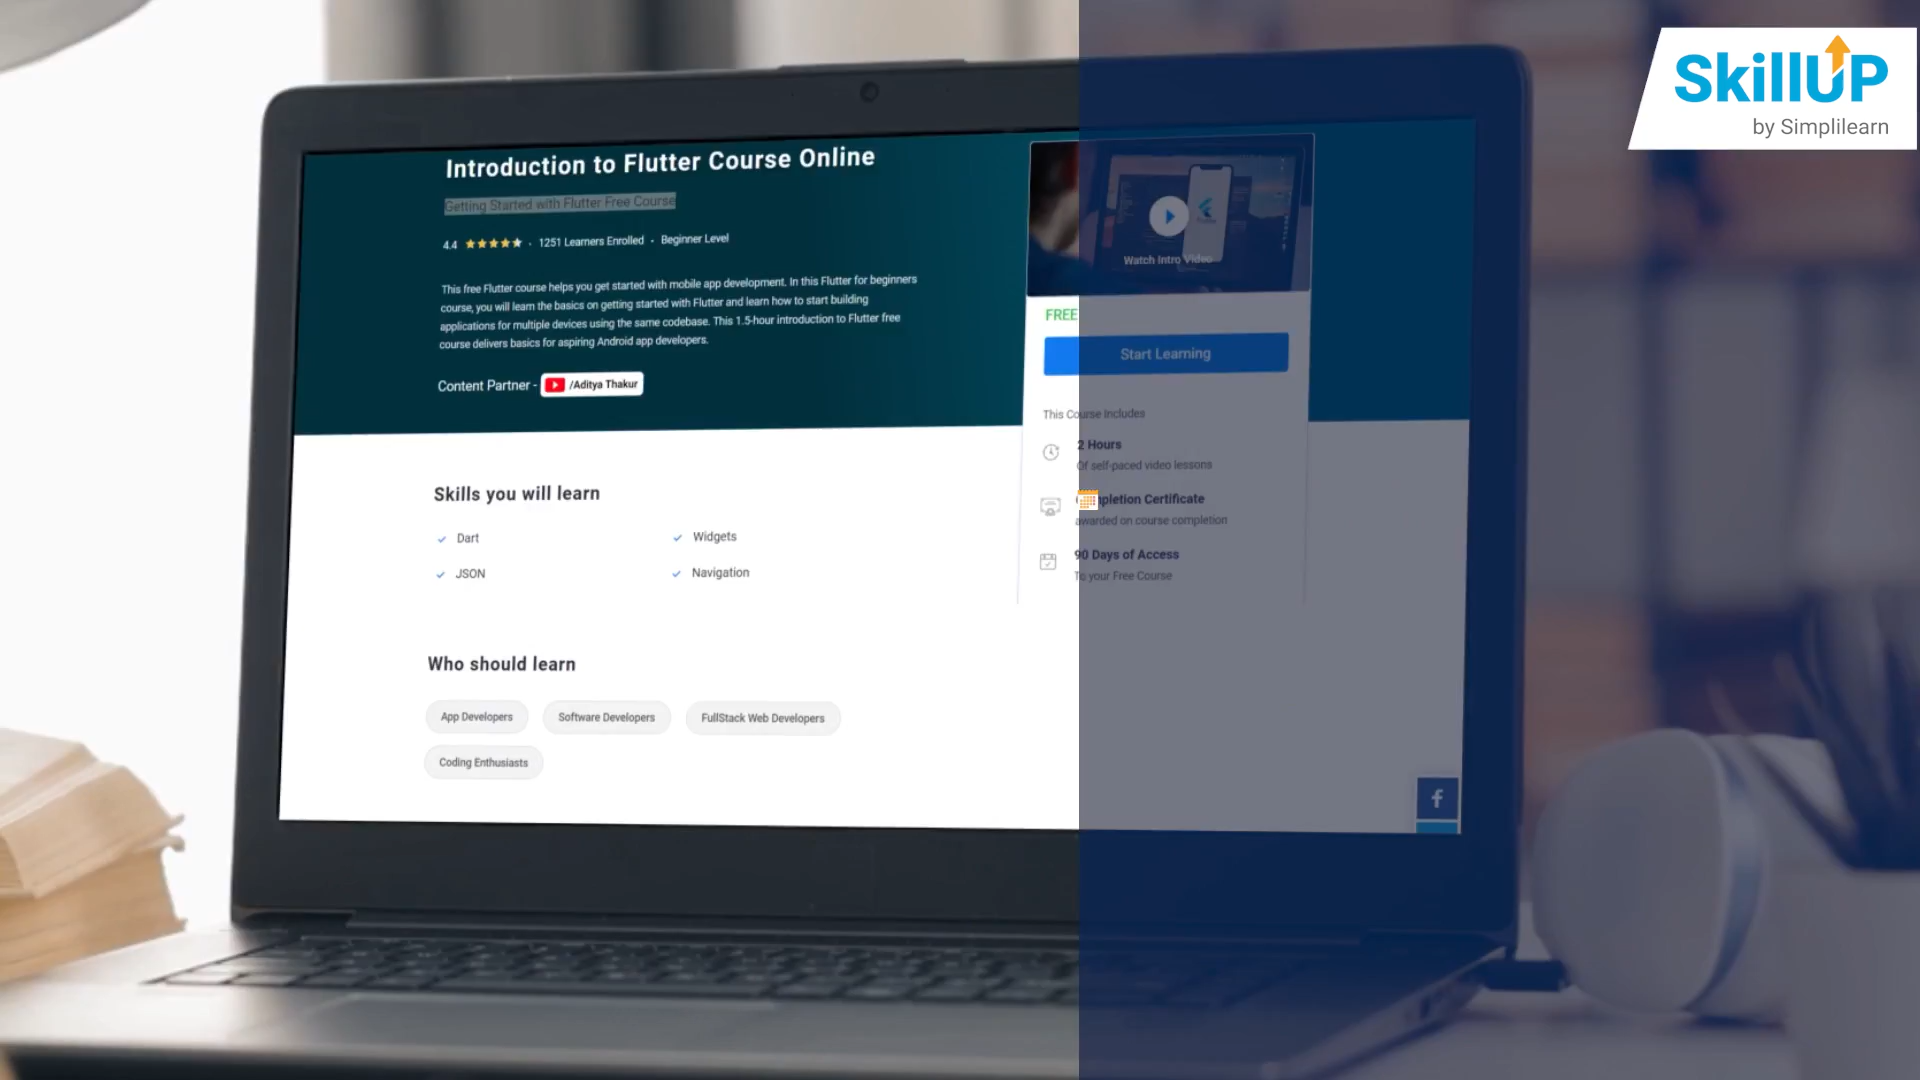 SkillUP
by Simplilearn
Introduction to Flutter Course Online
Getting Started with Flutter Free Course
4.4 · 1251 Learners Enrolled · Beginner Level
This free Flutter course helps you get started with mobile app development. In this Flutter for beginners
course, you will learn the basics on getting started with Flutter and learn how to start building
applications for multiple devices using the same codebase. This 1.5-hour introduction to Flutter free
course delivers basics for aspiring Android app developers.
Content Partner - /Aditya Thakur
Watch Intro Video
FREE
Start Learning
This Course Includes
2 Hours
Of self-paced video lessons
Completion Certificate
awarded on course completion
90 Days of Access
To your Free Course
Skills you will learn
Dart
Widgets
JSON
Navigation
Who should learn
App Developers
Software Developers
FullStack Web Developers
Coding Enthusiasts
f